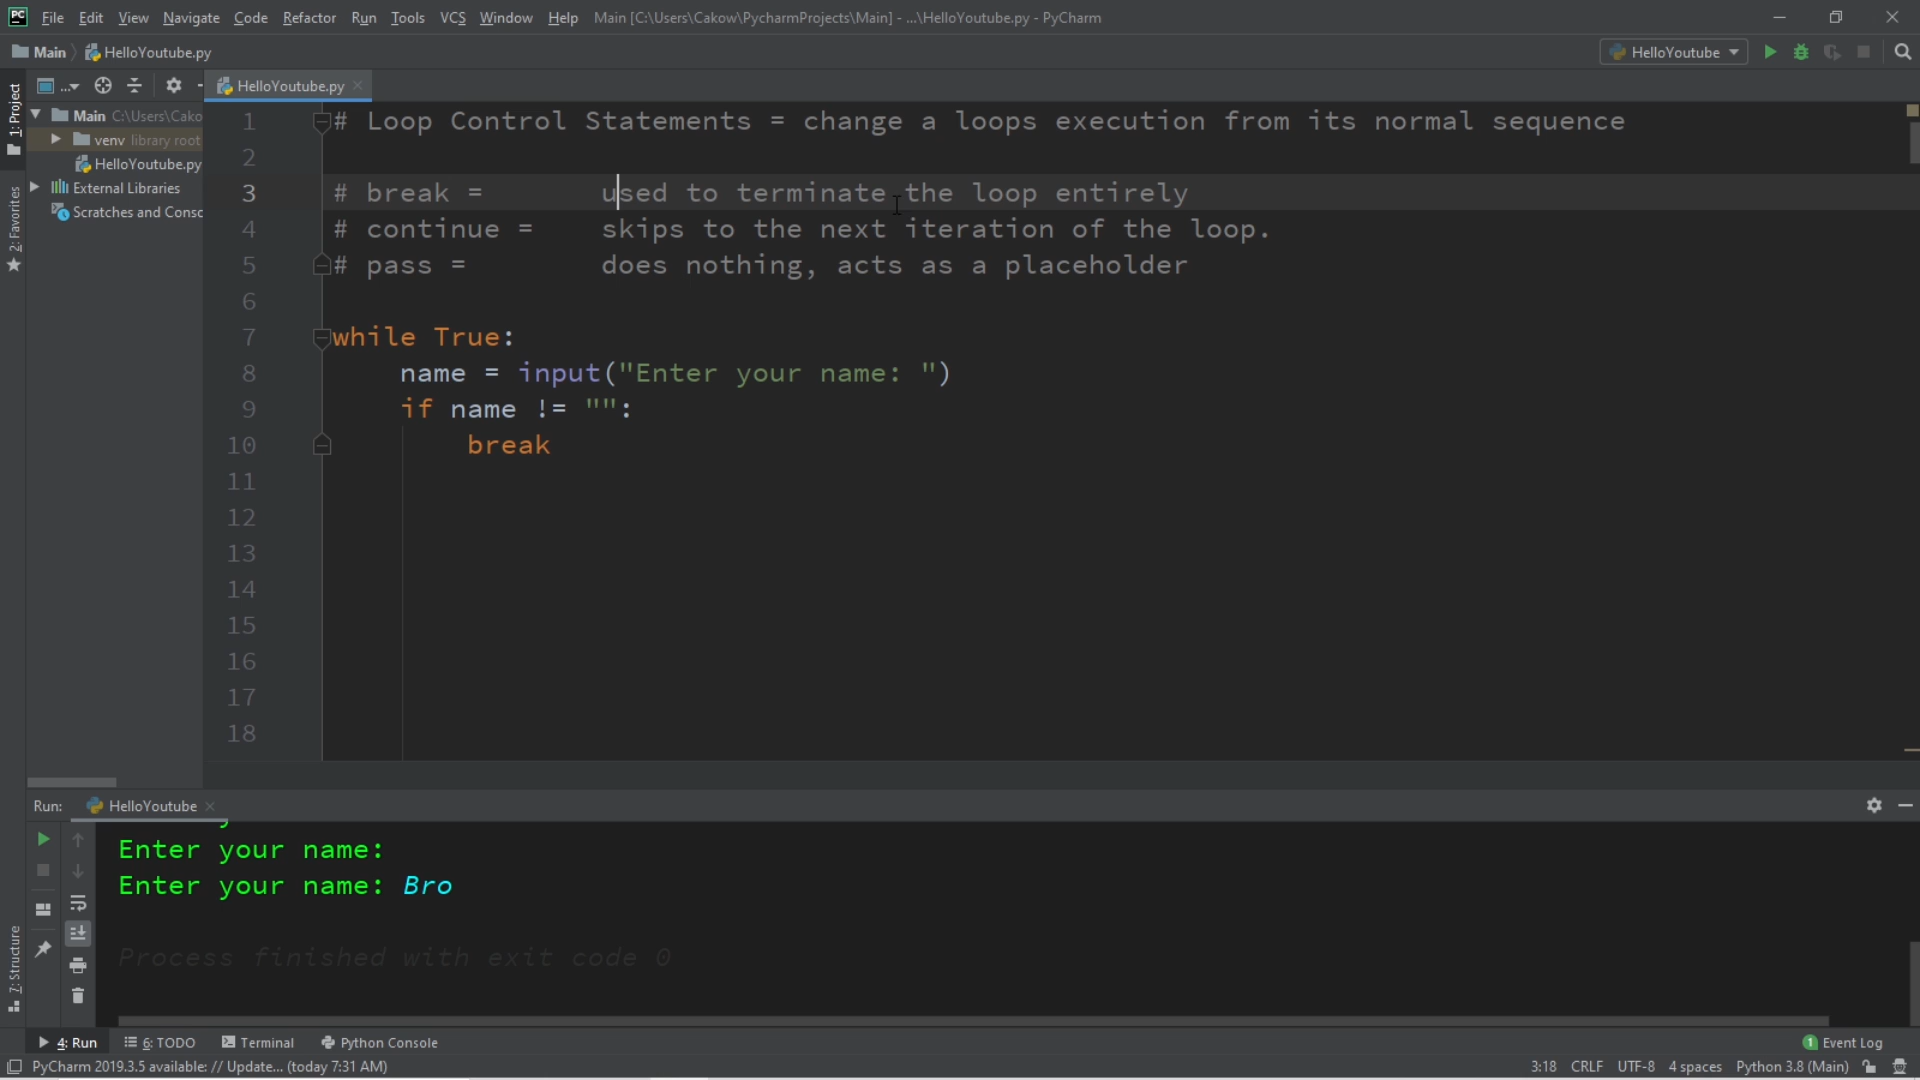 PC File Edit View Navigate Code Refactor Run Tools VCS Window Help Main [C:\Users\Cakow\PycharmProjects\Main] - ...\HelloYoutube.py - PyCharm
Main HelloYoutube.py HelloYoutube
... HelloYoutube.py
1: Project
Main C:\Users\Cako
venv library root
HelloYoutube.py
External Libraries
Scratches and Consc
2: Favorites
1 # Loop Control Statements = change a loops execution from its normal sequence
2
3 # break = used to terminate the loop entirely
4 # continue = skips to the next iteration of the loop.
5 # pass = does nothing, acts as a placeholder
6
7 while True:
8 name = input("Enter your name: ")
9 if name != "":
10 break
11
12
13
14
15
16
17
18
Run: HelloYoutube
Enter your name:
Enter your name: Bro
Process finished with exit code 0
7: Structure
4: Run 6: TODO Terminal Python Console 1 Event Log
PyCharm 2019.3.5 available: // Update... (today 7:31 AM) 3:18 CRLF UTF-8 4 spaces Python 3.8 (Main)